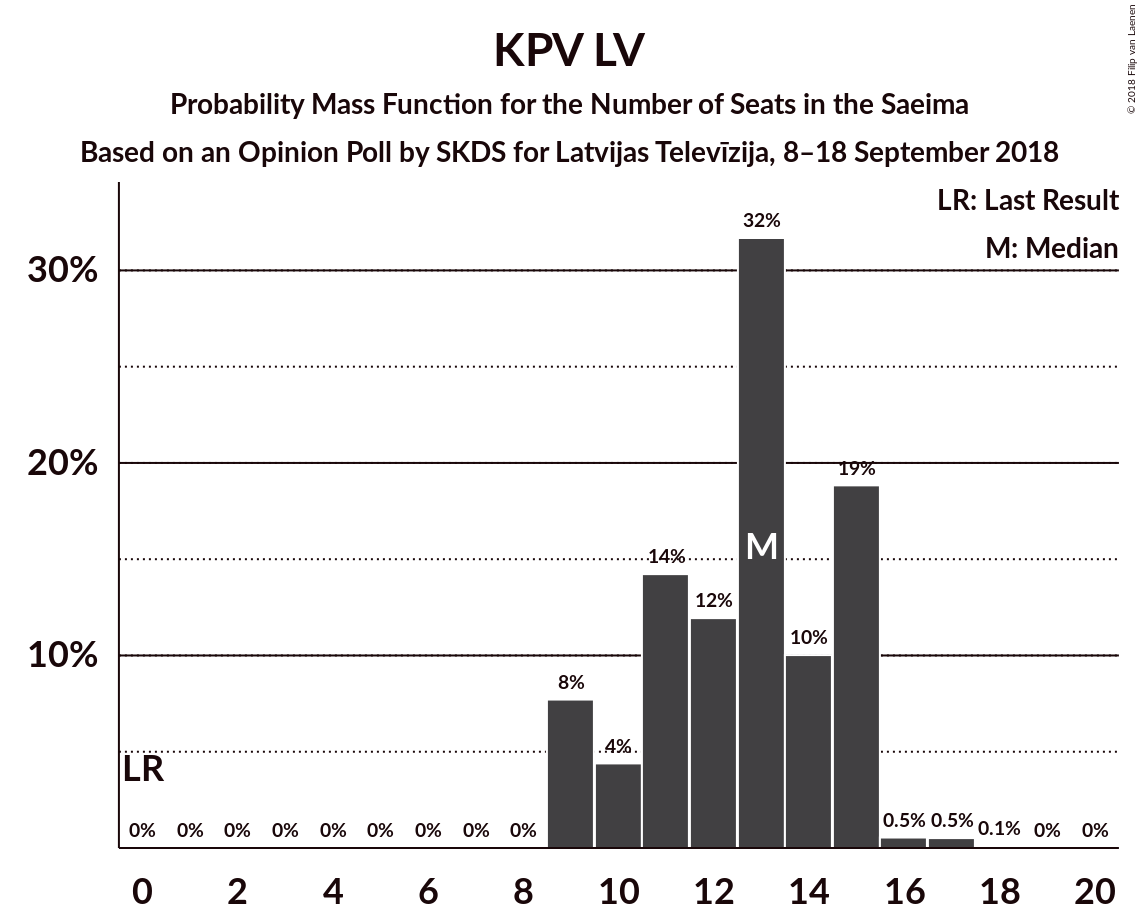 KPV LV
Probability Mass Function for the Number of Seats in the Saeima
Based on an Opinion Poll by SKDS for Latvijas Televīzija, 8–18 September 2018
© 2018 Filip van Laenen
LR: Last Result
M: Median
30%
20%
10%
32%
19%
14%
12%
10%
8%
4%
M
LR
0% 0% 0% 0% 0% 0% 0% 0% 0% 0.5% 0.5% 0.1% 0% 0%
0 2 4 6 8 10 12 14 16 18 20